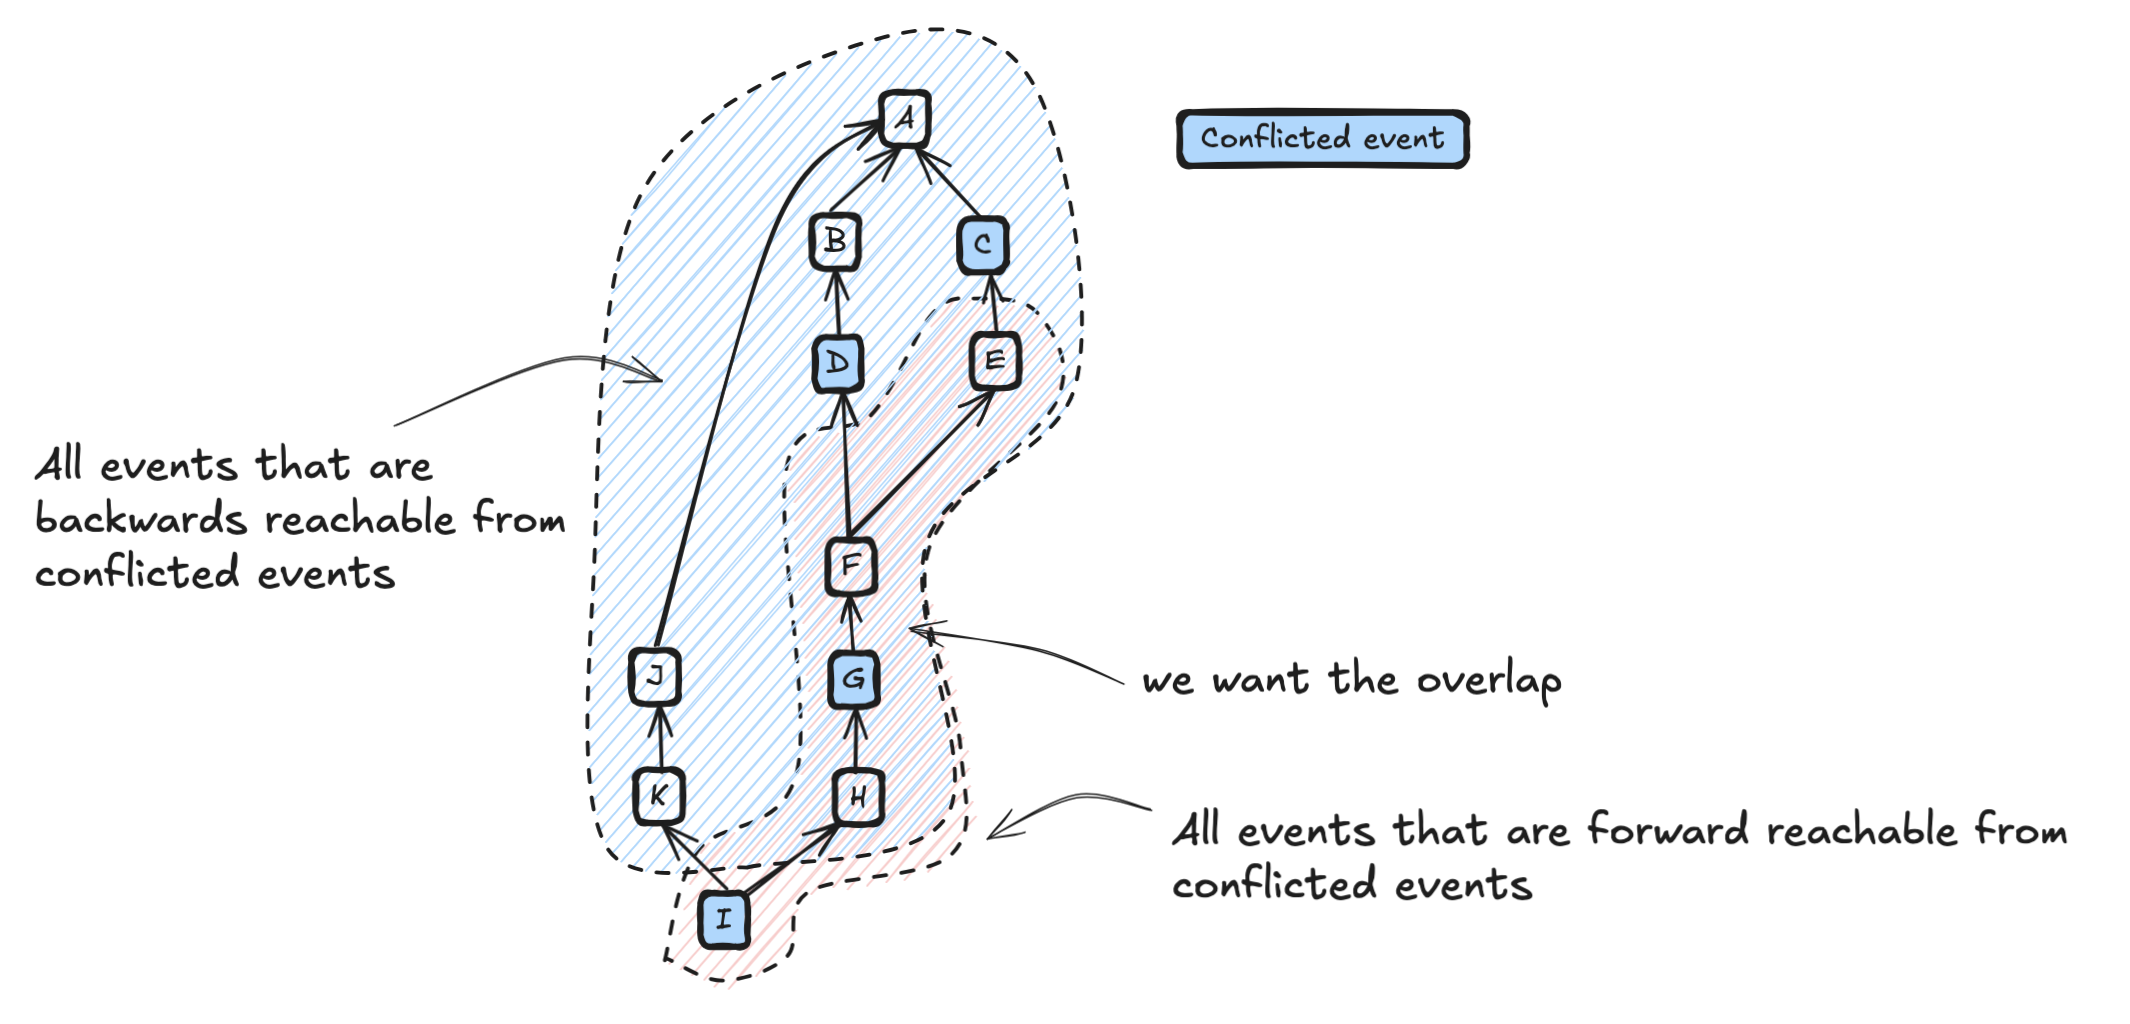 A
Conflicted event
B
C
D
E
All events that are
backwards reachable from
conflicted events
F
J
G
we want the overlap
K
H
All events that are forward reachable from
conflicted events
I